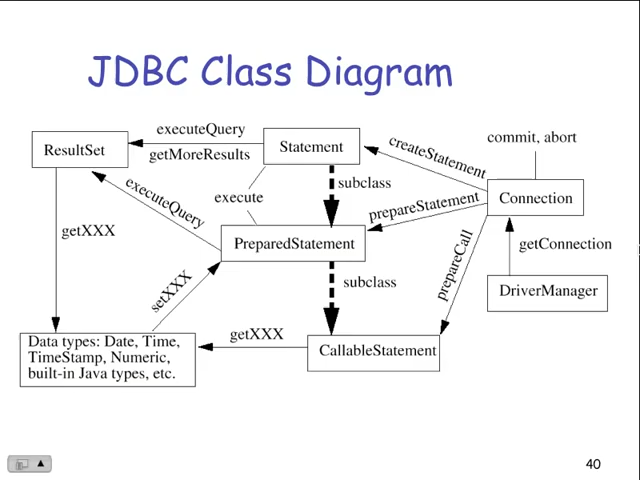 JDBC Class Diagram
executeQuery
getMoreResults
ResultSet
Statement
createStatement
commit, abort
subclass
execute
executeQuery
prepareStatement
Connection
getXXX
PreparedStatement
getConnection
prepareCall
setXXX
subclass
DriverManager
Data types: Date, Time,
TimeStamp, Numeric,
built-in Java types, etc.
getXXX
CallableStatement
40